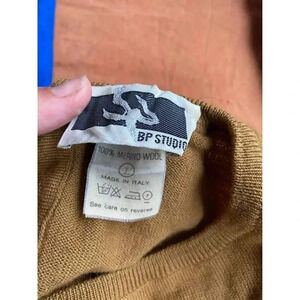 BP STUDIO
100% MERINO WOOL
MADE IN ITALY
See care on reverse